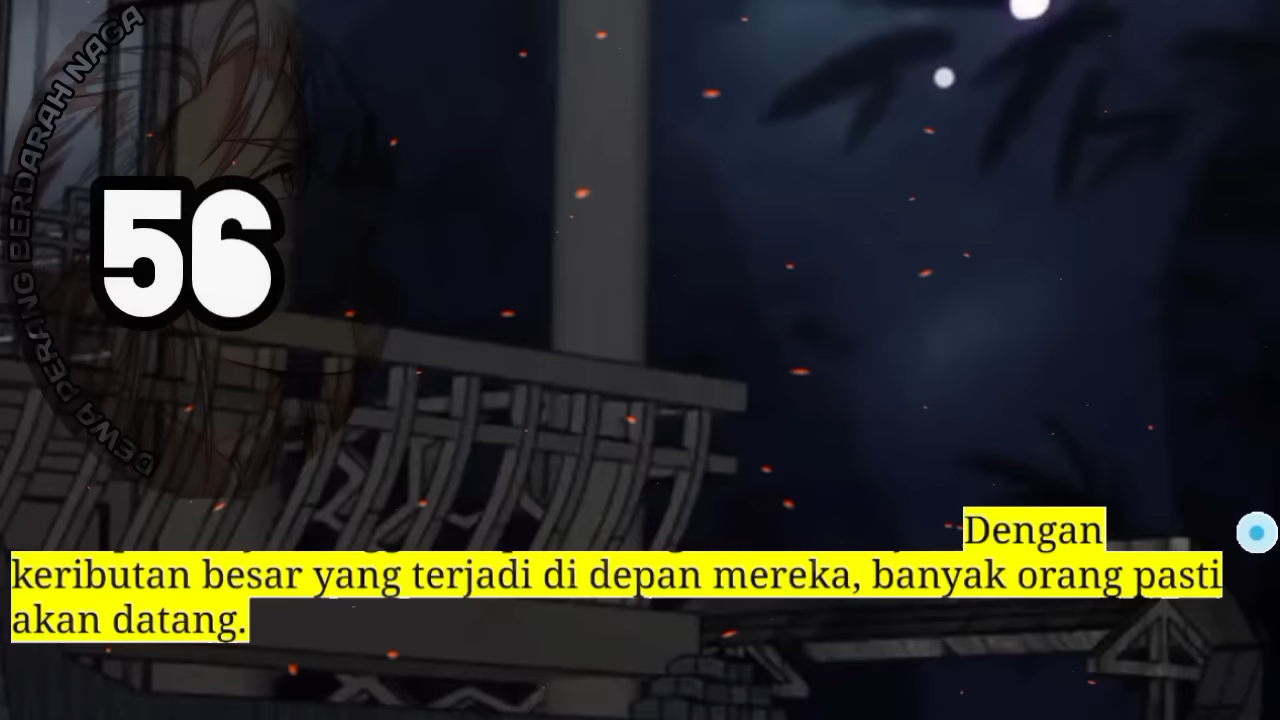 DEWA PERANG BERDARAH NAGA
56
Dengan
keributan besar yang terjadi di depan mereka, banyak orang pasti
akan datang.